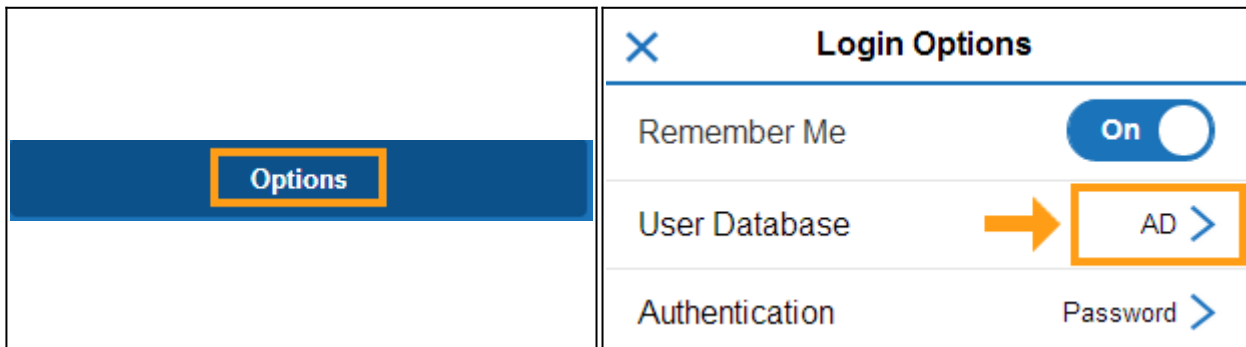 Options
Login Options
Remember Me On
User Database AD
Authentication Password